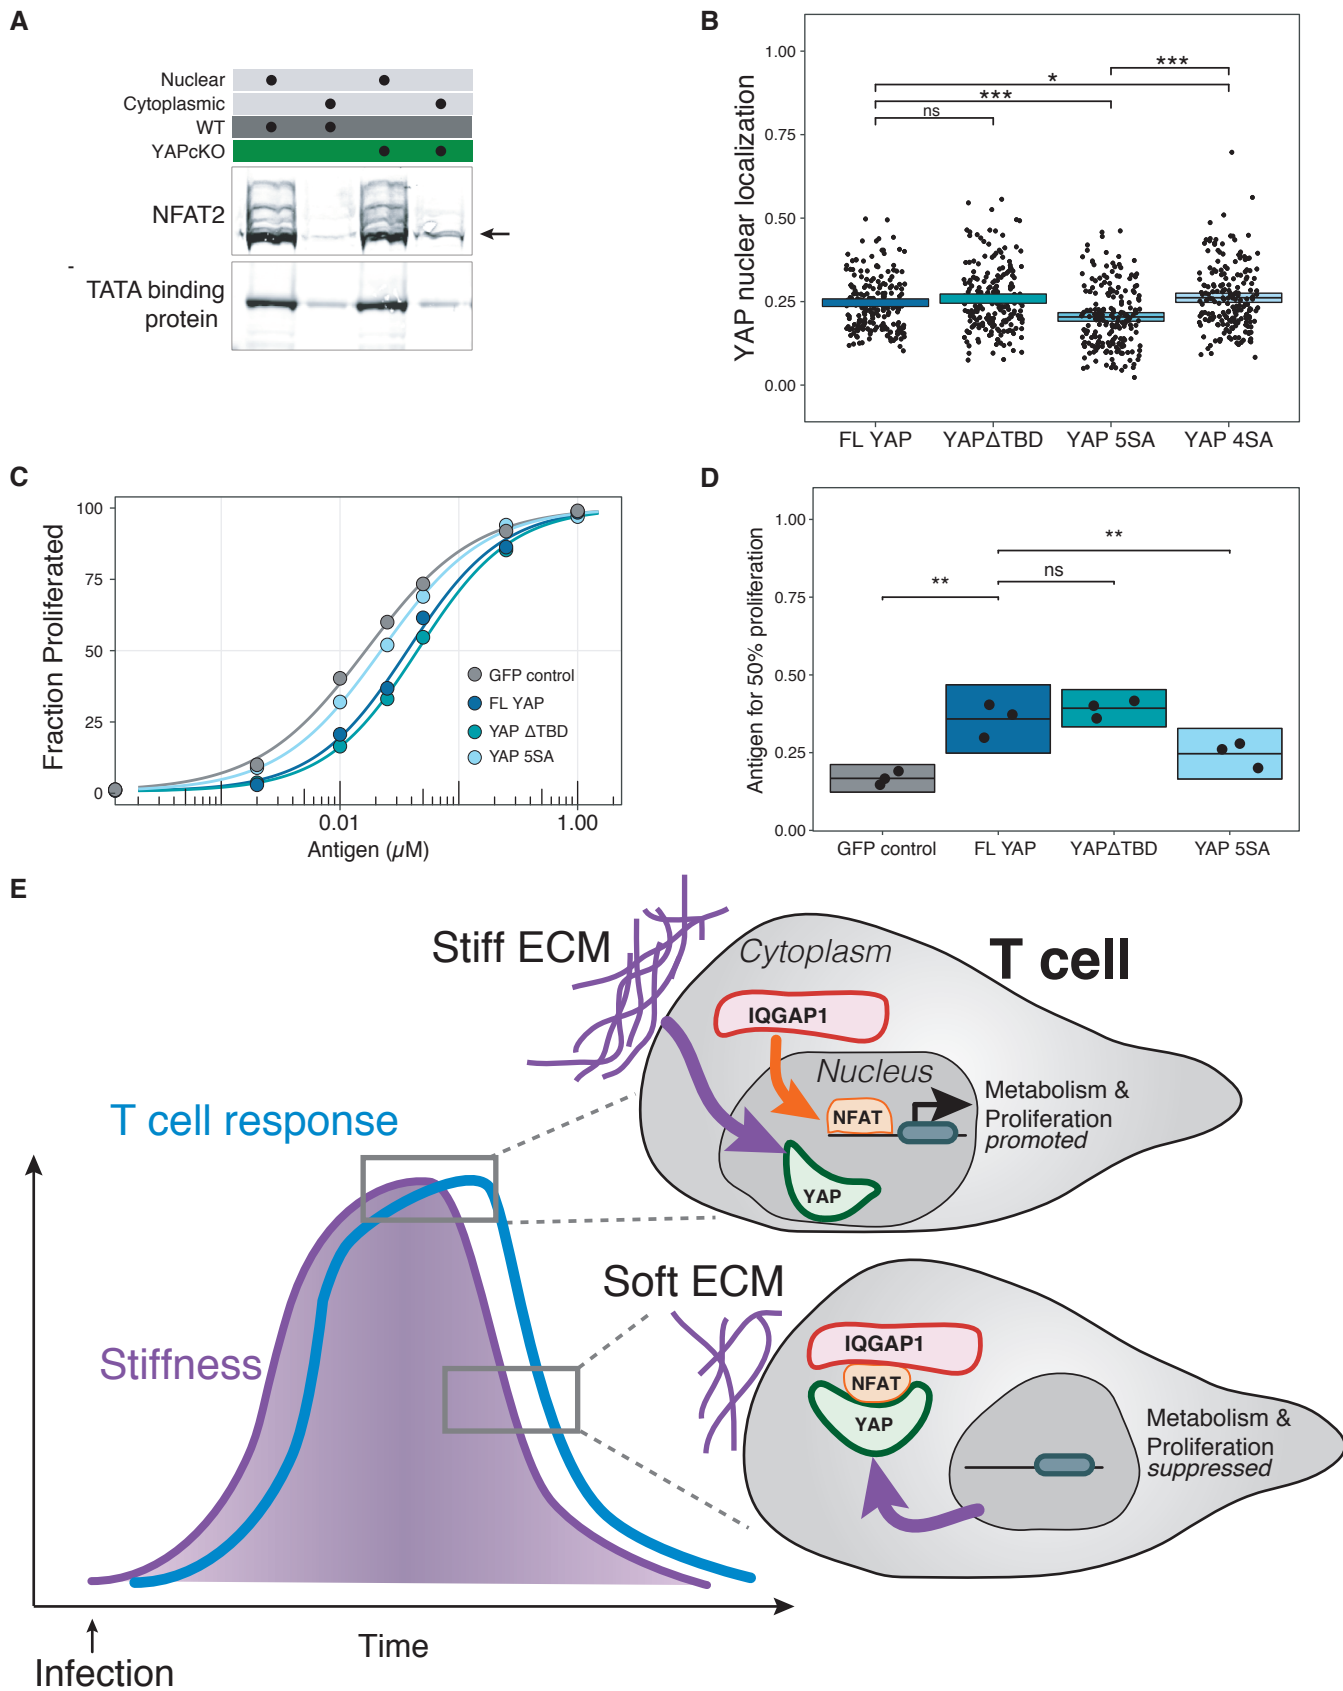 A
Nuclear
Cytoplasmic
WT
YAPcKO
NFAT2
-
TATA binding
protein
B
YAP nuclear localization
1.00
0.75
0.50
0.25
0.00
***
*
***
ns
FL YAP
YAPΔTBD
YAP 5SA
YAP 4SA
C
Fraction Proliferated
100
75
50
25
0
GFP control
FL YAP
YAP ΔTBD
YAP 5SA
0.01
1.00
Antigen (µM)
D
Antigen for 50% proliferation
1.00
0.75
0.50
0.25
0.00
**
ns
**
GFP control
FL YAP
YAPΔTBD
YAP 5SA
E
Stiff ECM
Cytoplasm
T cell
IQGAP1
Nucleus
NFAT
YAP
Metabolism &
Proliferation
promoted
T cell response
Stiffness
Soft ECM
IQGAP1
NFAT
YAP
Metabolism &
Proliferation
suppressed
Time
Infection